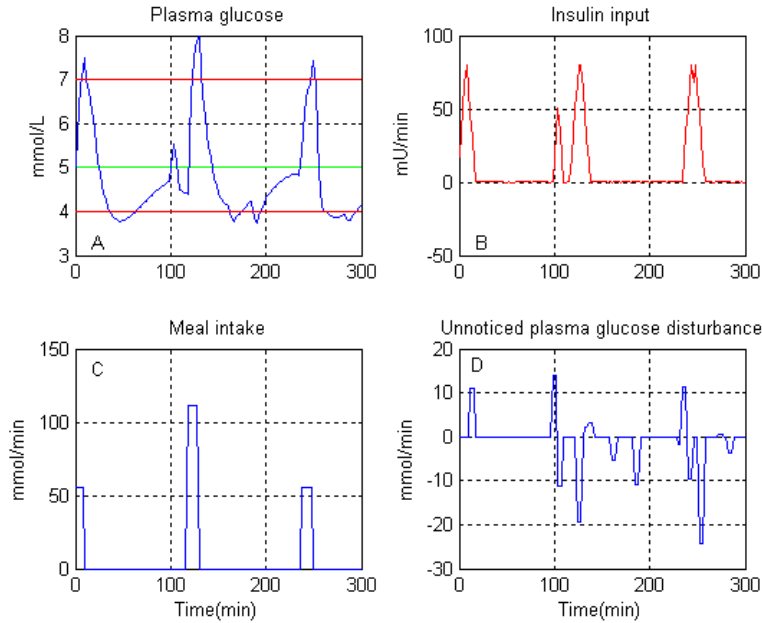 Plasma glucose
8
7
6
5
4
3
mmol/L
A
0 100 200 300
Insulin input
100
50
0
-50
mU/min
B
0 100 200 300
Meal intake
150
100
50
0
mmol/min
C
0 100 200 300
Time(min)
Unnoticed plasma glucose disturbance
20
10
0
-10
-20
-30
mmol/min
D
0 100 200 300
Time(min)